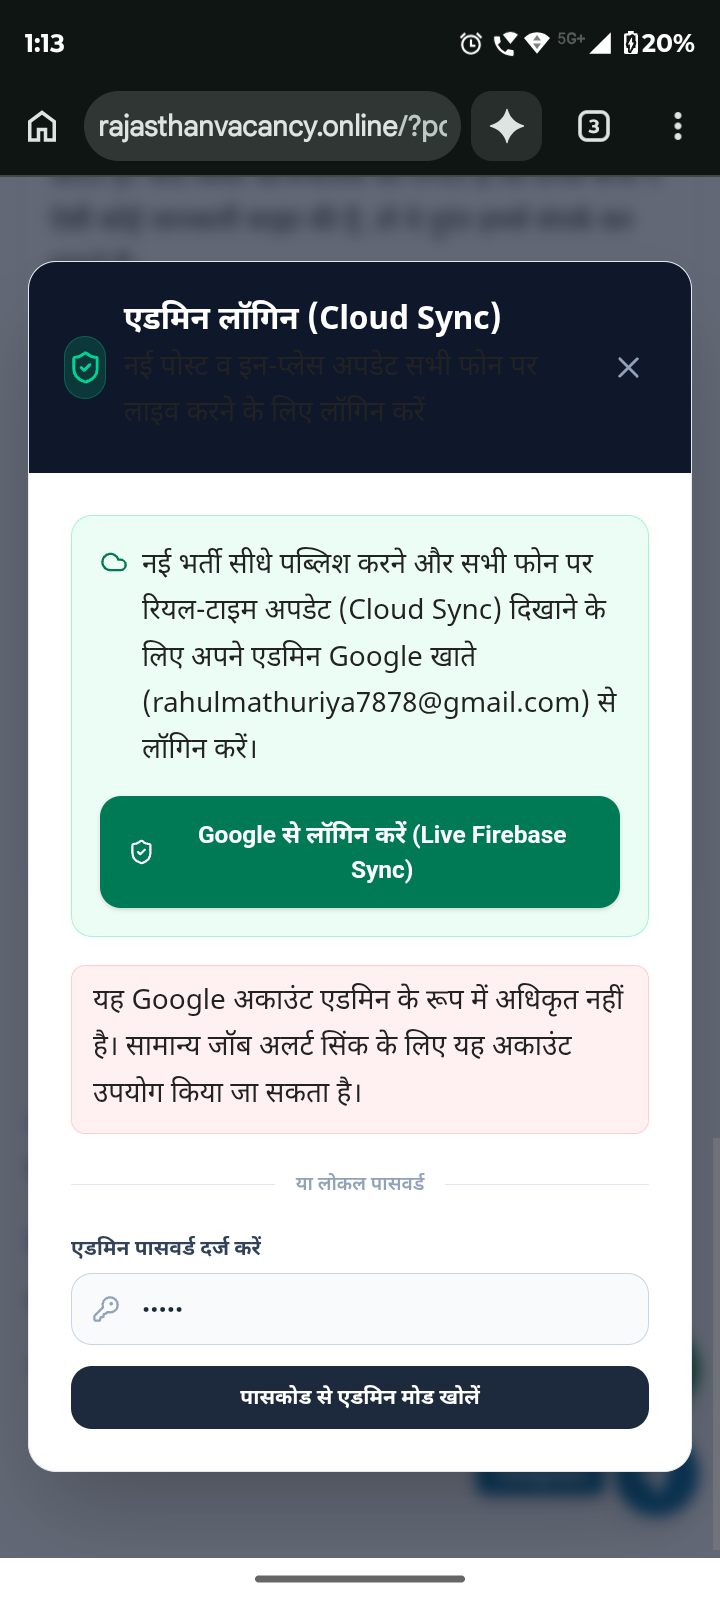 1:13
5G+
20%
rajasthanvacancy.online/?pc
3
एडमिन लॉगिन (Cloud Sync)
नई पोस्ट व इन-प्लेस अपडेट सभी फोन पर
लाइव करने के लिए लॉगिन करें
नई भर्ती सीधे पब्लिश करने और सभी फोन पर
रियल-टाइम अपडेट (Cloud Sync) दिखाने के
लिए अपने एडमिन Google खाते
(rahulmathuriya7878@gmail.com) से
लॉगिन करें।
Google से लॉगिन करें (Live Firebase
Sync)
यह Google अकाउंट एडमिन के रूप में अधिकृत नहीं
है। सामान्य जॉब अलर्ट सिंक के लिए यह अकाउंट
उपयोग किया जा सकता है।
या लोकल पासवर्ड
एडमिन पासवर्ड दर्ज करें
•••••
पासकोड से एडमिन मोड खोलें